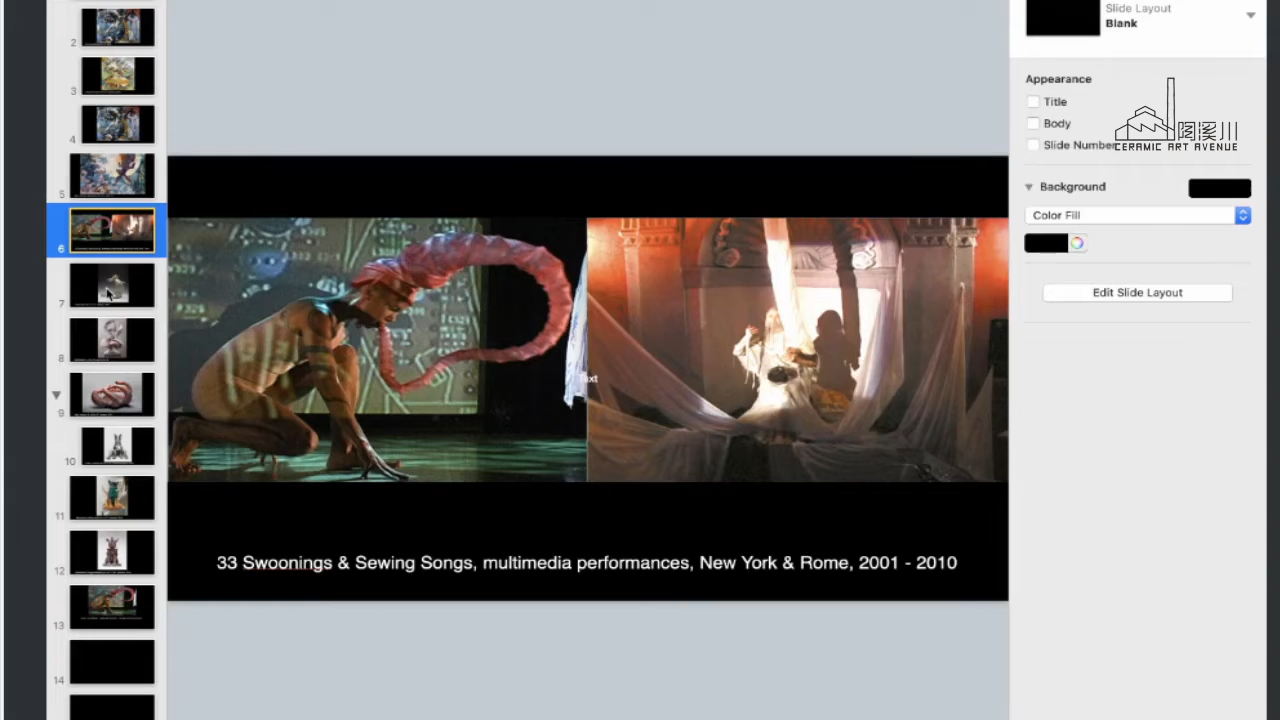 Slide Layout
Blank
Appearance
Title
Body
Slide Number
陶溪川
CERAMIC ART AVENUE
Background
Color Fill
Edit Slide Layout
2
3
4
5
6
7
8
9
10
11
12
13
14
Text
33 Swoonings & Sewing Songs, multimedia performances, New York & Rome, 2001 - 2010